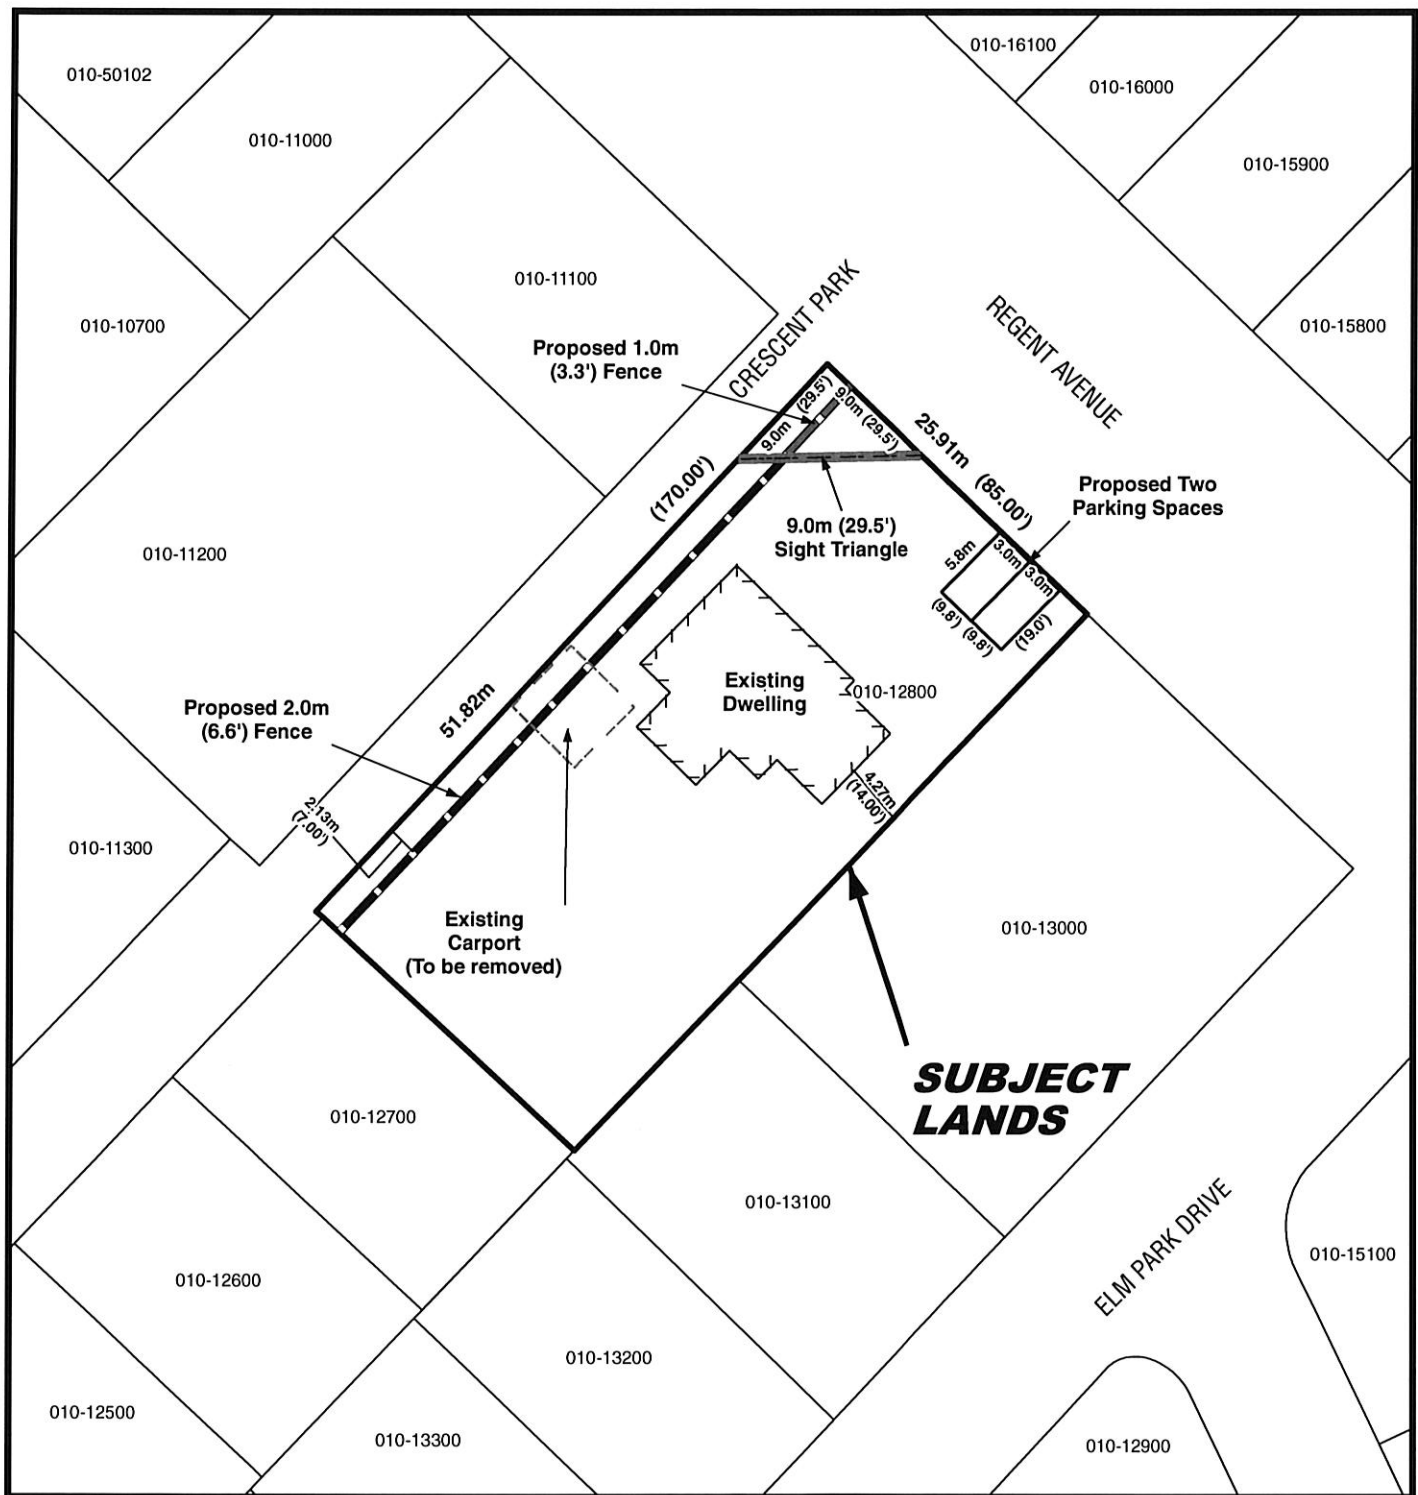 010-50102
010-16100
010-16000
010-11000
010-15900
010-11100
010-10700
010-15800
CRESCENT PARK
REGENT AVENUE
Proposed 1.0m
(3.3') Fence
9.0m (29.5')
9.0m (29.5')
25.91m (85.00')
51.82m (170.00')
Proposed Two
Parking Spaces
9.0m (29.5')
Sight Triangle
010-11200
5.8m
3.0m
3.0m
(9.8')
(9.8')
(19.0')
Existing
Dwelling
010-12800
Proposed 2.0m
(6.6') Fence
4.27m
(14.00')
2.13m
(7.00')
010-11300
Existing
Carport
(To be removed)
010-13000
SUBJECT
LANDS
010-12700
010-13100
ELM PARK DRIVE
010-15100
010-12600
010-13200
010-12500
010-13300
010-12900